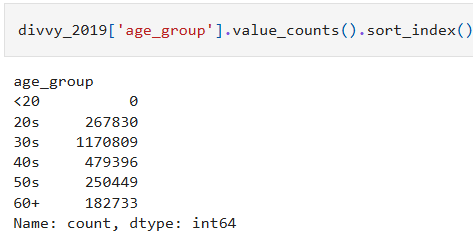 divvy_2019['age_group'].value_counts().sort_index()
age_group
<20 0
20s 267830
30s 1170809
40s 479396
50s 250449
60+ 182733
Name: count, dtype: int64